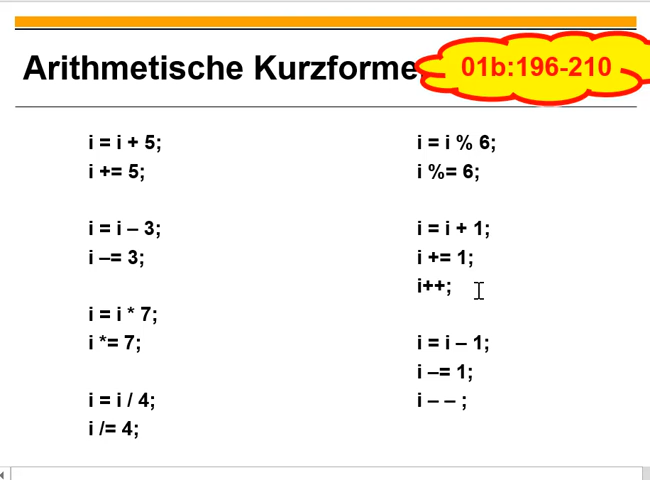 Arithmetische Kurzforme
01b:196-210
i = i + 5;
i += 5;
i = i – 3;
i –= 3;
i = i * 7;
i *= 7;
i = i / 4;
i /= 4;
i = i % 6;
i %= 6;
i = i + 1;
i += 1;
i++;
i = i – 1;
i –= 1;
i – – ;